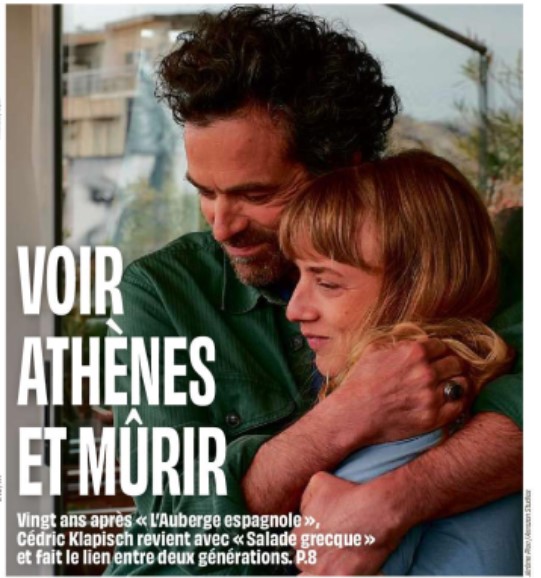 VOIR
ATHÈNES
ET MÛRIR
Vingt ans après « L'Auberge espagnole »,
Cédric Klapisch revient avec « Salade grecque »
et fait le lien entre deux générations. P.8